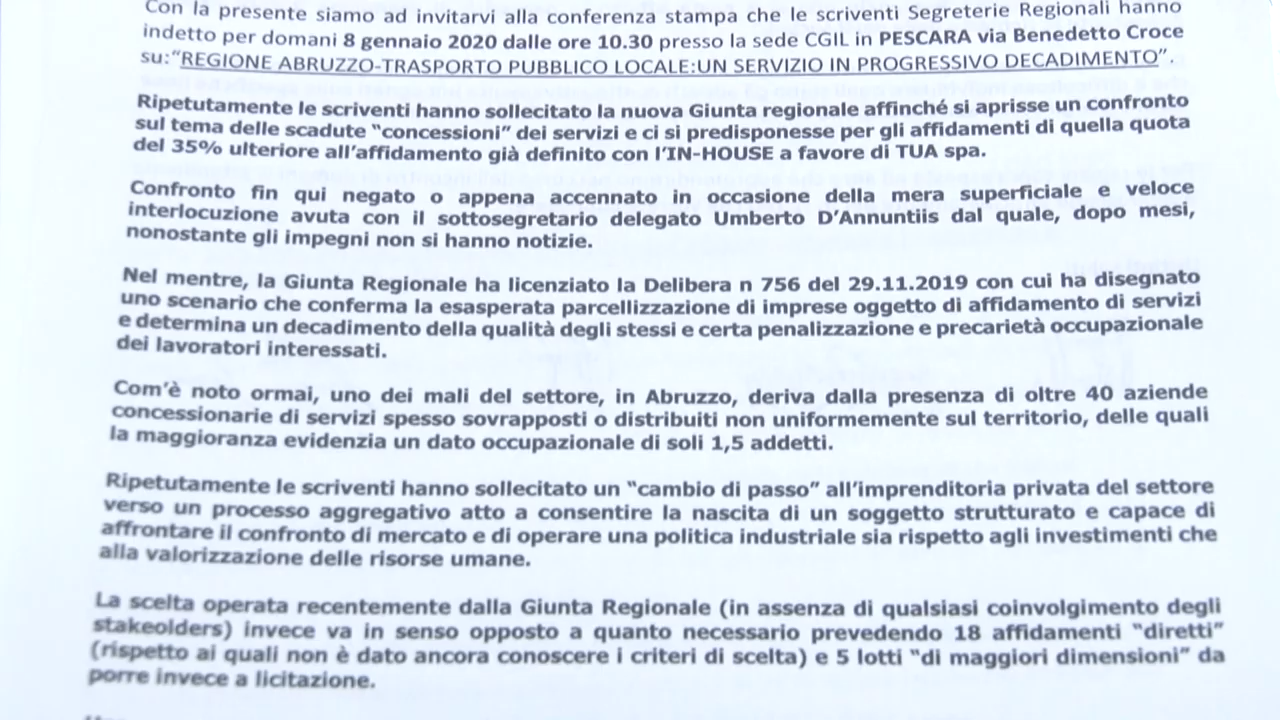 Con la presente siamo ad invitarvi alla conferenza stampa che le scriventi Segreterie Regionali hanno
indetto per domani 8 gennaio 2020 dalle ore 10.30 presso la sede CGIL in PESCARA via Benedetto Croce
su:"REGIONE ABRUZZO-TRASPORTO PUBBLICO LOCALE:UN SERVIZIO IN PROGRESSIVO DECADIMENTO".
Ripetutamente le scriventi hanno sollecitato la nuova Giunta regionale affinché si aprisse un confronto
sul tema delle scadute "concessioni" dei servizi e ci si predisponesse per gli affidamenti di quella quota
del 35% ulteriore all'affidamento già definito con l'IN-HOUSE a favore di TUA spa.
Confronto fin qui negato o appena accennato in occasione della mera superficiale e veloce
interlocuzione avuta con il sottosegretario delegato Umberto D'Annuntiis dal quale, dopo mesi,
nonostante gli impegni non si hanno notizie.
Nel mentre, la Giunta Regionale ha licenziato la Delibera n 756 del 29.11.2019 con cui ha disegnato
uno scenario che conferma la esasperata parcellizzazione di imprese oggetto di affidamento di servizi
e determina un decadimento della qualità degli stessi e certa penalizzazione e precarietà occupazionale
dei lavoratori interessati.
Com'è noto ormai, uno dei mali del settore, in Abruzzo, deriva dalla presenza di oltre 40 aziende
concessionarie di servizi spesso sovrapposti o distribuiti non uniformemente sul territorio, delle quali
la maggioranza evidenzia un dato occupazionale di soli 1,5 addetti.
Ripetutamente le scriventi hanno sollecitato un "cambio di passo" all'imprenditoria privata del settore
verso un processo aggregativo atto a consentire la nascita di un soggetto strutturato e capace di
affrontare il confronto di mercato e di operare una politica industriale sia rispetto agli investimenti che
alla valorizzazione delle risorse umane.
La scelta operata recentemente dalla Giunta Regionale (in assenza di qualsiasi coinvolgimento degli
stakeolders) invece va in senso opposto a quanto necessario prevedendo 18 affidamenti "diretti"
(rispetto ai quali non è dato ancora conoscere i criteri di scelta) e 5 lotti "di maggiori dimensioni" da
porre invece a licitazione.